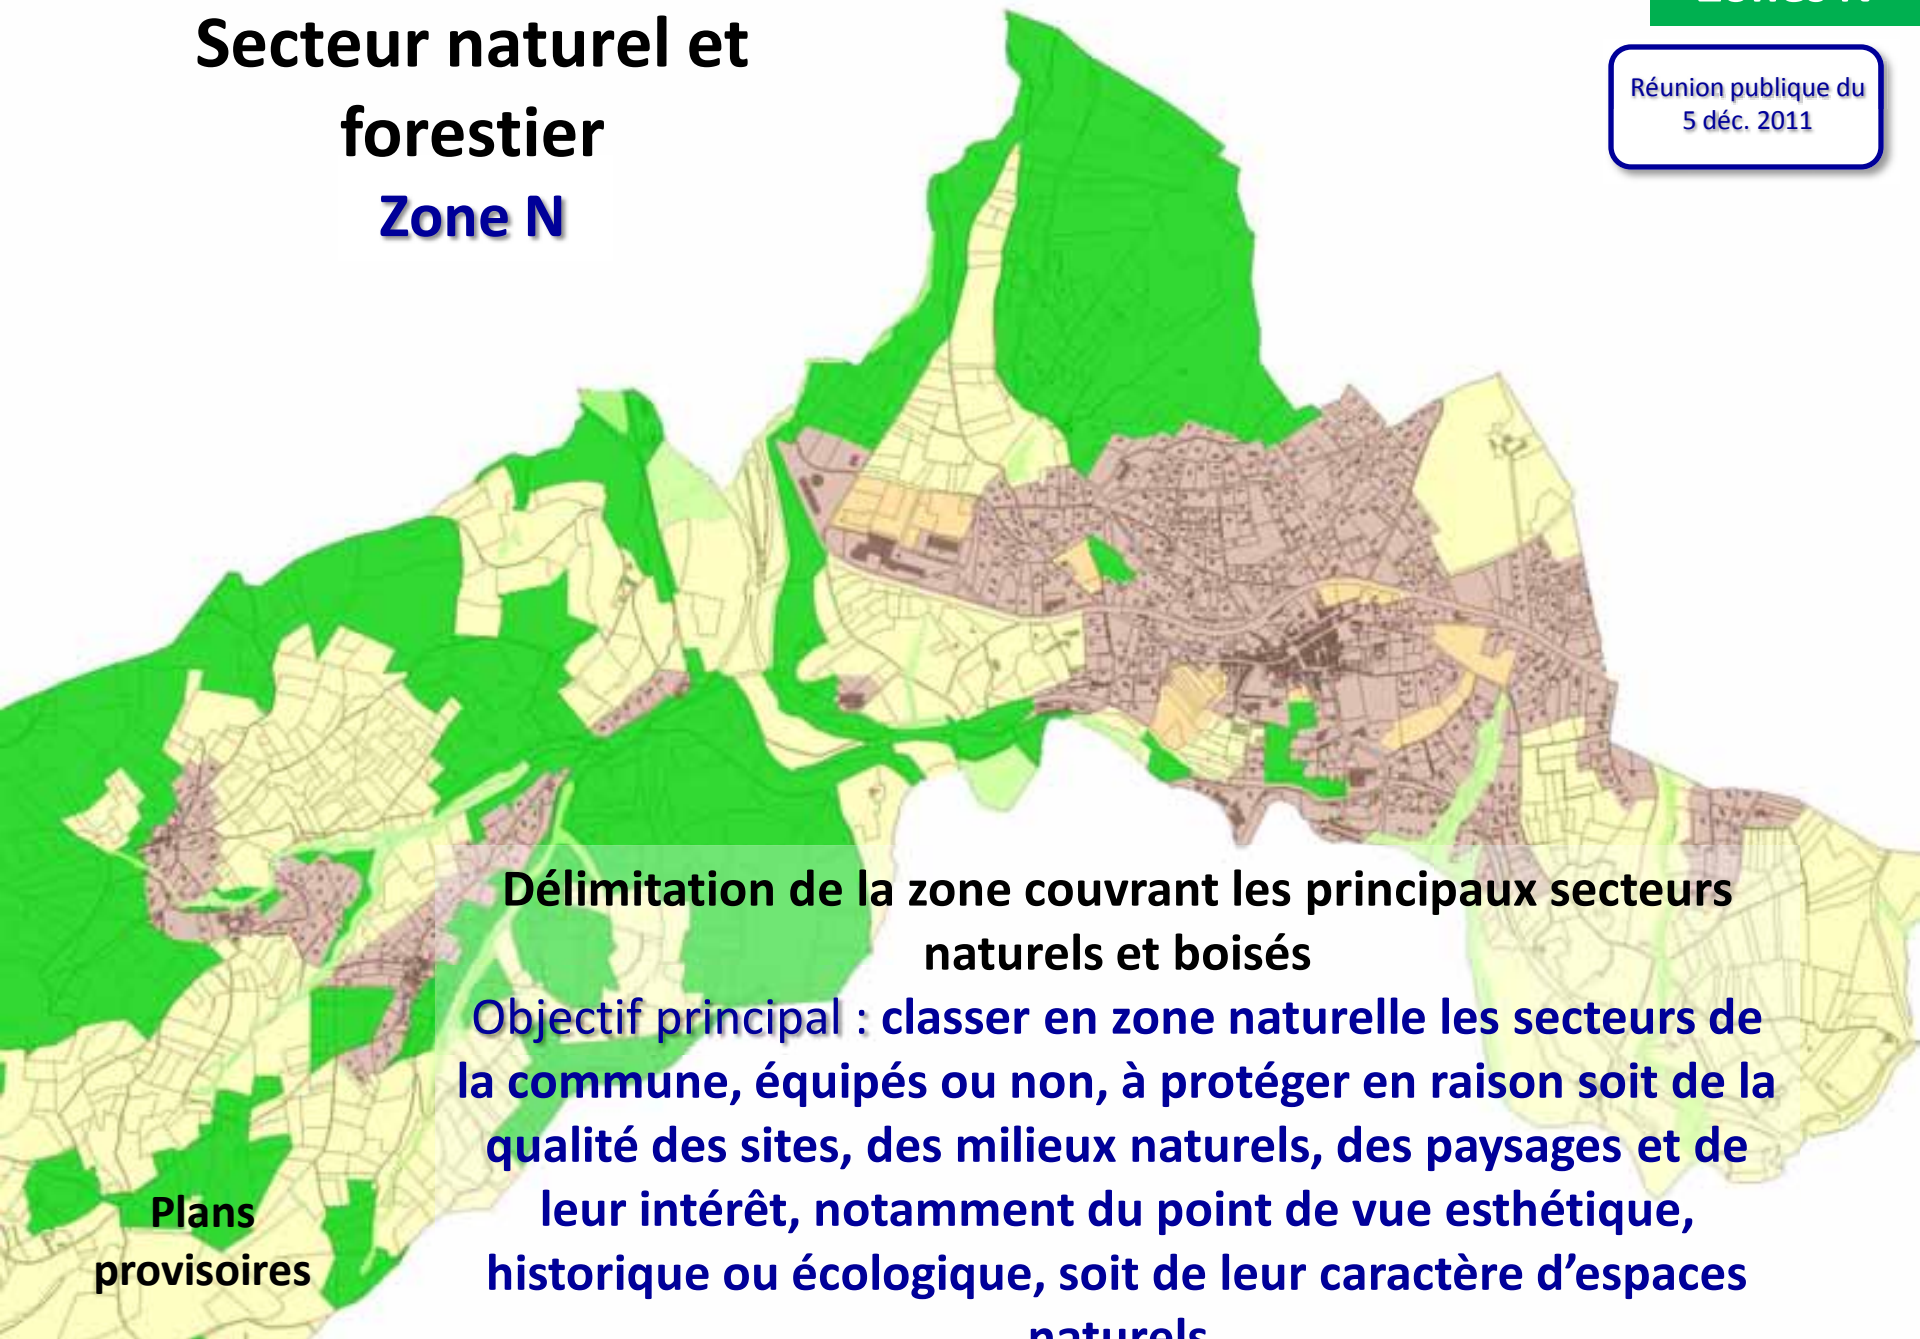 Secteur naturel et
forestier
Zone N
Zones N
Réunion publique du
5 déc. 2011
Délimitation de la zone couvrant les principaux secteurs
naturels et boisés
Objectif principal : classer en zone naturelle les secteurs de
la commune, équipés ou non, à protéger en raison soit de la
qualité des sites, des milieux naturels, des paysages et de
leur intérêt, notamment du point de vue esthétique,
historique ou écologique, soit de leur caractère d’espaces
naturels
Plans
provisoires